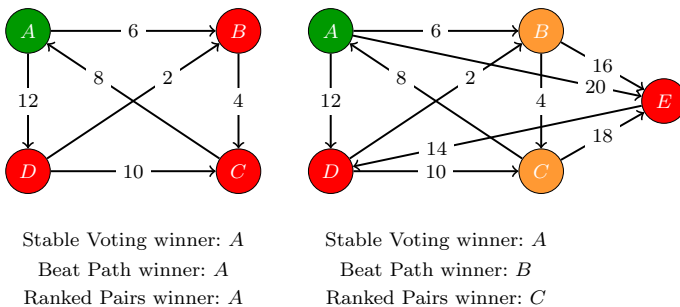 A 6 B
8 2
12 4
D 10 C
Stable Voting winner: A
Beat Path winner: A
Ranked Pairs winner: A
A 6 B
16
20
8 2
12 4 E
14
18
D 10 C
Stable Voting winner: A
Beat Path winner: B
Ranked Pairs winner: C